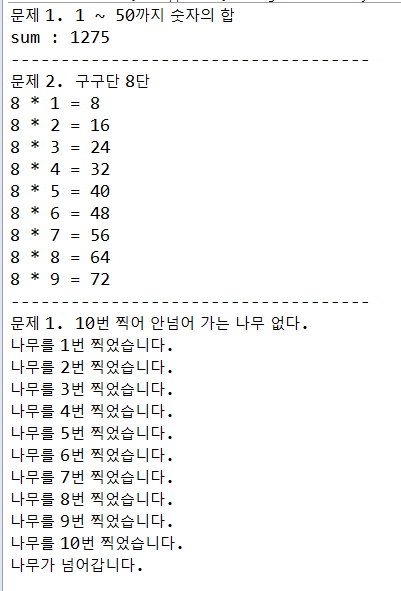 문제 1. 1 ~ 50까지 숫자의 합
sum : 1275
------------------------------------
문제 2. 구구단 8단
8 * 1 = 8
8 * 2 = 16
8 * 3 = 24
8 * 4 = 32
8 * 5 = 40
8 * 6 = 48
8 * 7 = 56
8 * 8 = 64
8 * 9 = 72
------------------------------------
문제 1. 10번 찍어 안넘어 가는 나무 없다.
나무를 1번 찍었습니다.
나무를 2번 찍었습니다.
나무를 3번 찍었습니다.
나무를 4번 찍었습니다.
나무를 5번 찍었습니다.
나무를 6번 찍었습니다.
나무를 7번 찍었습니다.
나무를 8번 찍었습니다.
나무를 9번 찍었습니다.
나무를 10번 찍었습니다.
나무가 넘어갑니다.